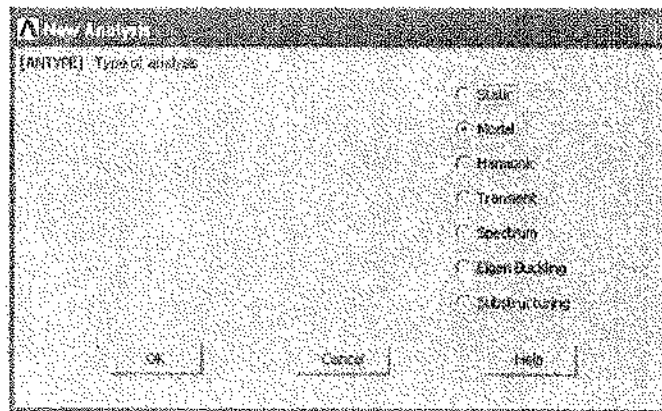 New Analysis
[ANTYPE] Type of analysis
Static
Modal
Harmonic
Transient
Spectrum
Eigen Buckling
Substructuring
OK
Cancel
Help